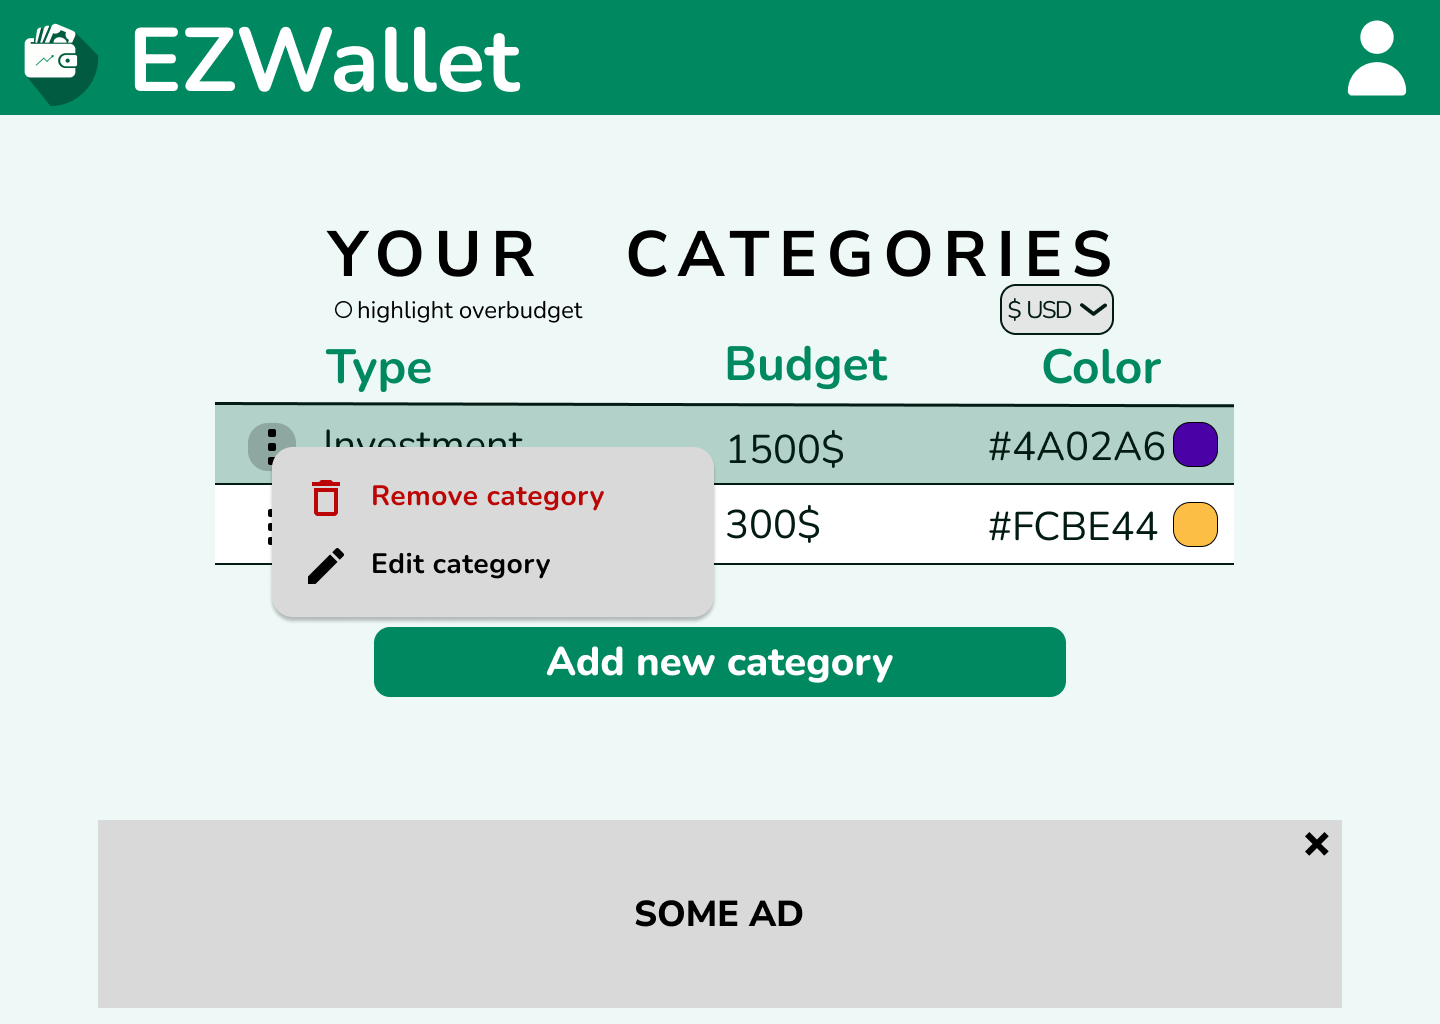 EZWallet
YOUR CATEGORIES
highlight overbudget
$ USD
Type Budget Color
Investment 1500$ #4A02A6
300$ #FCBE44
Remove category
Edit category
Add new category
SOME AD